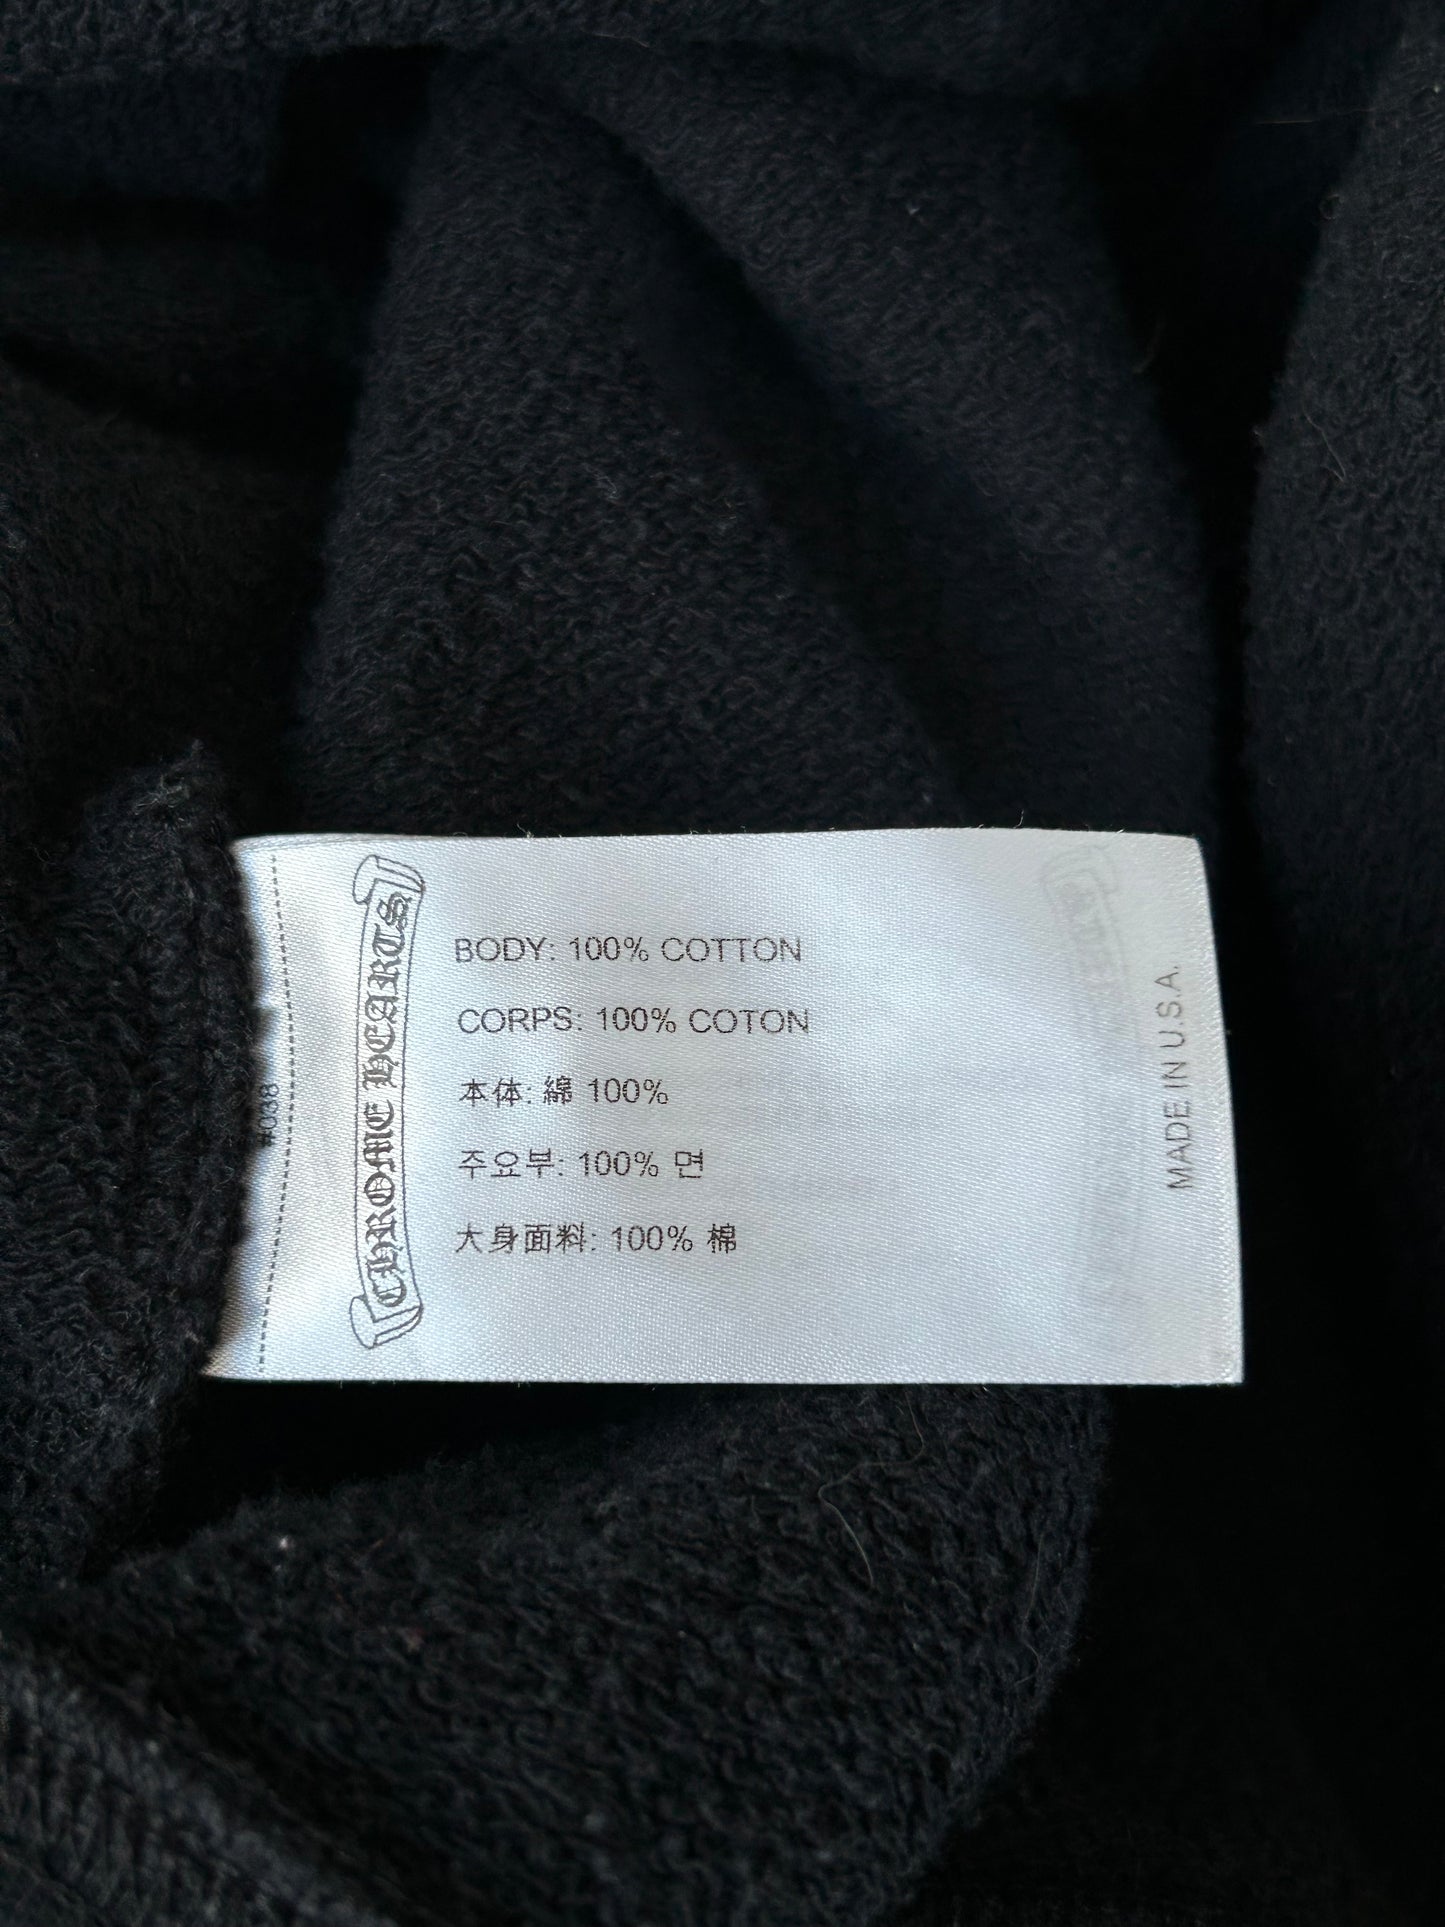 CHROME HEARTS
BODY: 100% COTTON
CORPS: 100% COTON
本体: 綿 100%
주요부: 100% 면
大身面料: 100% 棉
MADE IN U.S.A.
#038